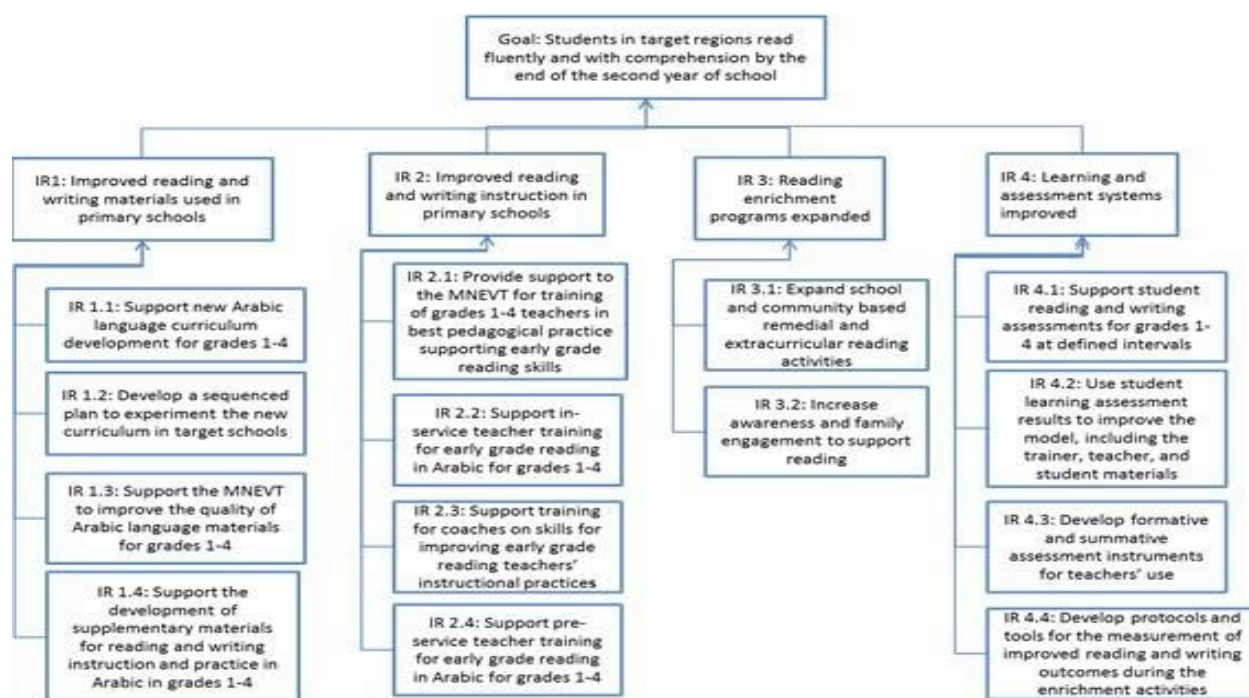 Goal: Students in target regions read
fluently and with comprehension by the
end of the second year of school
IR1: Improved reading and
writing materials used in
primary schools
IR 1.1: Support new Arabic
language curriculum
development for grades 1-4
IR 1.2: Develop a sequenced
plan to experiment the new
curriculum in target schools
IR 1.3: Support the MNEVT
to improve the quality of
Arabic language materials
for grades 1-4
IR 1.4: Support the
development of
supplementary materials
for reading and writing
instruction and practice in
Arabic in grades 1-4
IR 2: Improved reading
and writing instruction in
primary schools
IR 2.1: Provide support to
the MNEVT for training
of grades 1-4 teachers in
best pedagogical practice
supporting early grade
reading skills
IR 2.2: Support in-
service teacher training
for early grade reading
in Arabic for grades 1-4
IR 2.3: Support training
for coaches on skills for
improving early grade
reading teachers'
instructional practices
IR 2.4: Support pre-
service teacher training
for early grade reading
in Arabic for grades 1-4
IR 3: Reading
enrichment
programs expanded
IR 3.1: Expand school
and community based
remedial and
extracurricular reading
activities
IR 3.2: Increase
awareness and family
engagement to support
reading
IR 4: Learning and
assessment systems
improved
IR 4.1: Support student
reading and writing
assessments for grades 1-
4 at defined intervals
IR 4.2: Use student
learning assessment
results to improve the
model, including the
trainer, teacher, and
student materials
IR 4.3: Develop formative
and summative
assessment instruments
for teachers' use
IR 4.4: Develop protocols and
tools for the measurement of
improved reading and writing
outcomes during the
enrichment activities